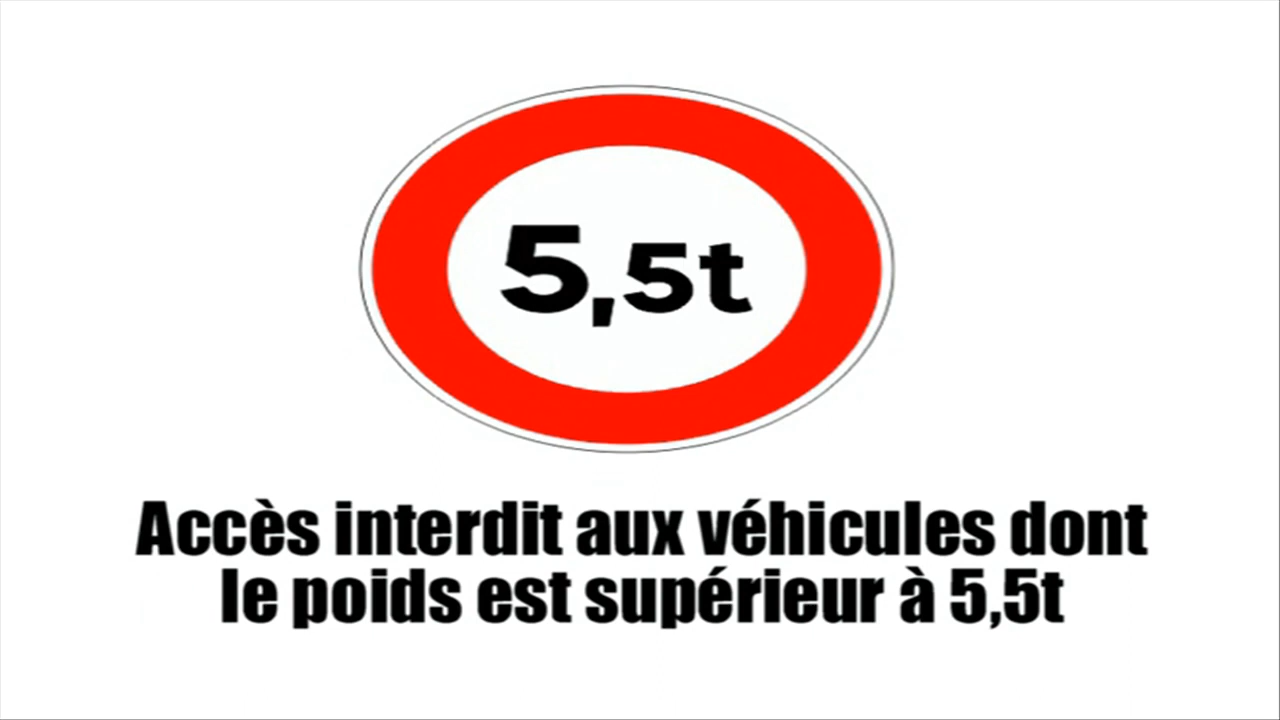 5,5t
Accès interdit aux véhicules dont
le poids est supérieur à 5,5t